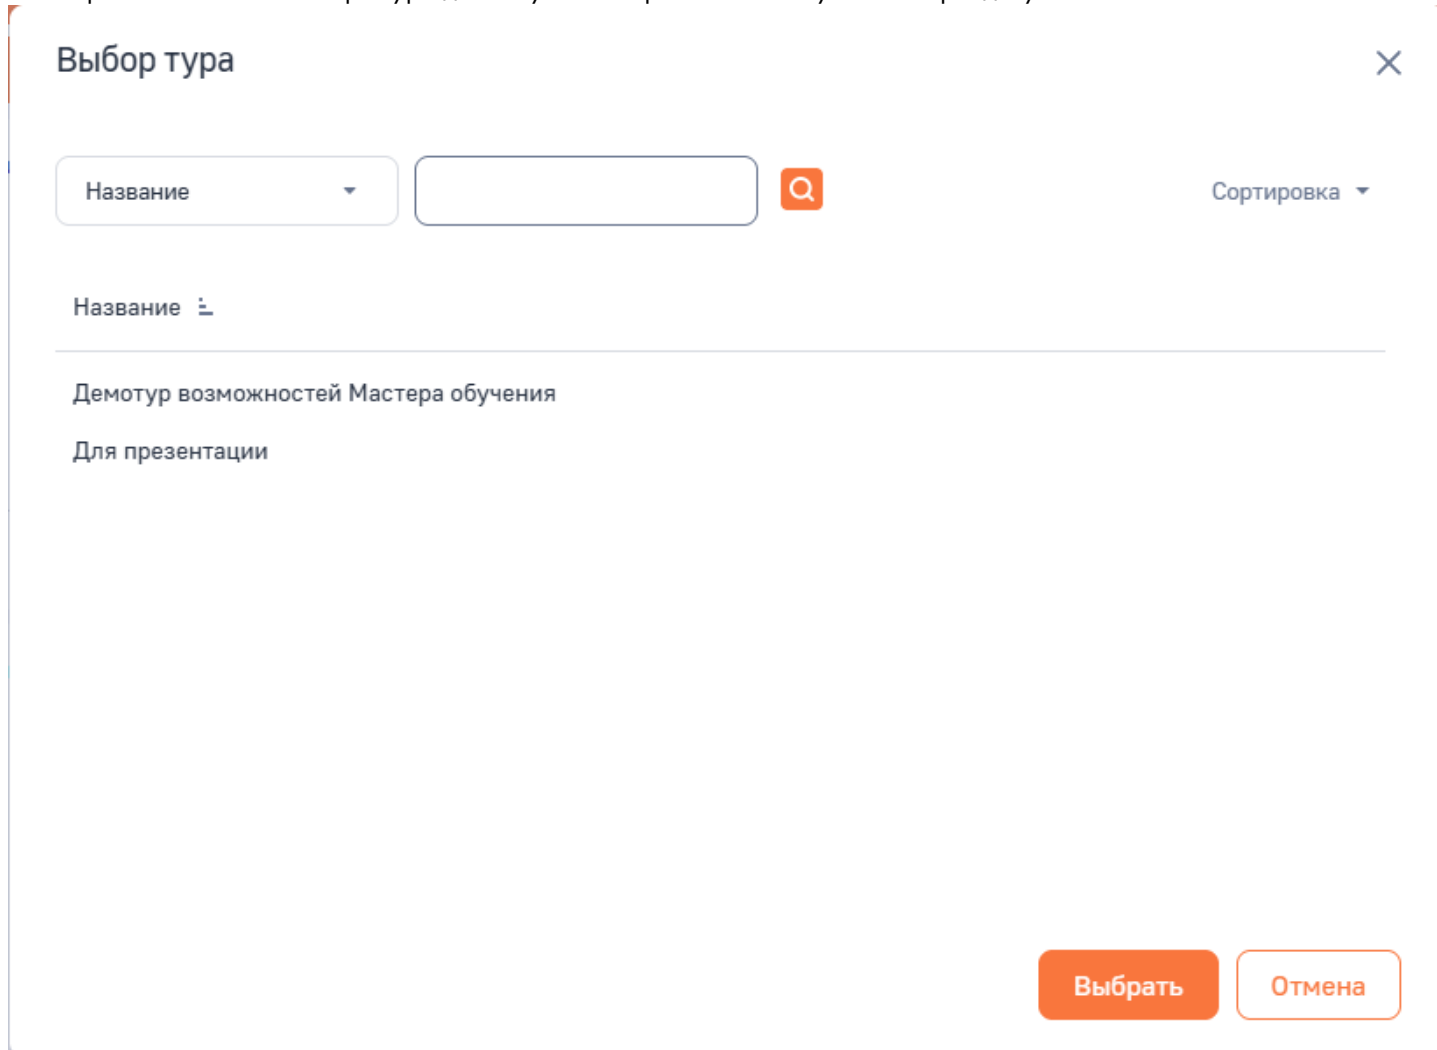 Выбор тура
Название
Сортировка
Название
Демотур возможностей Мастера обучения
Для презентации
Выбрать Отмена